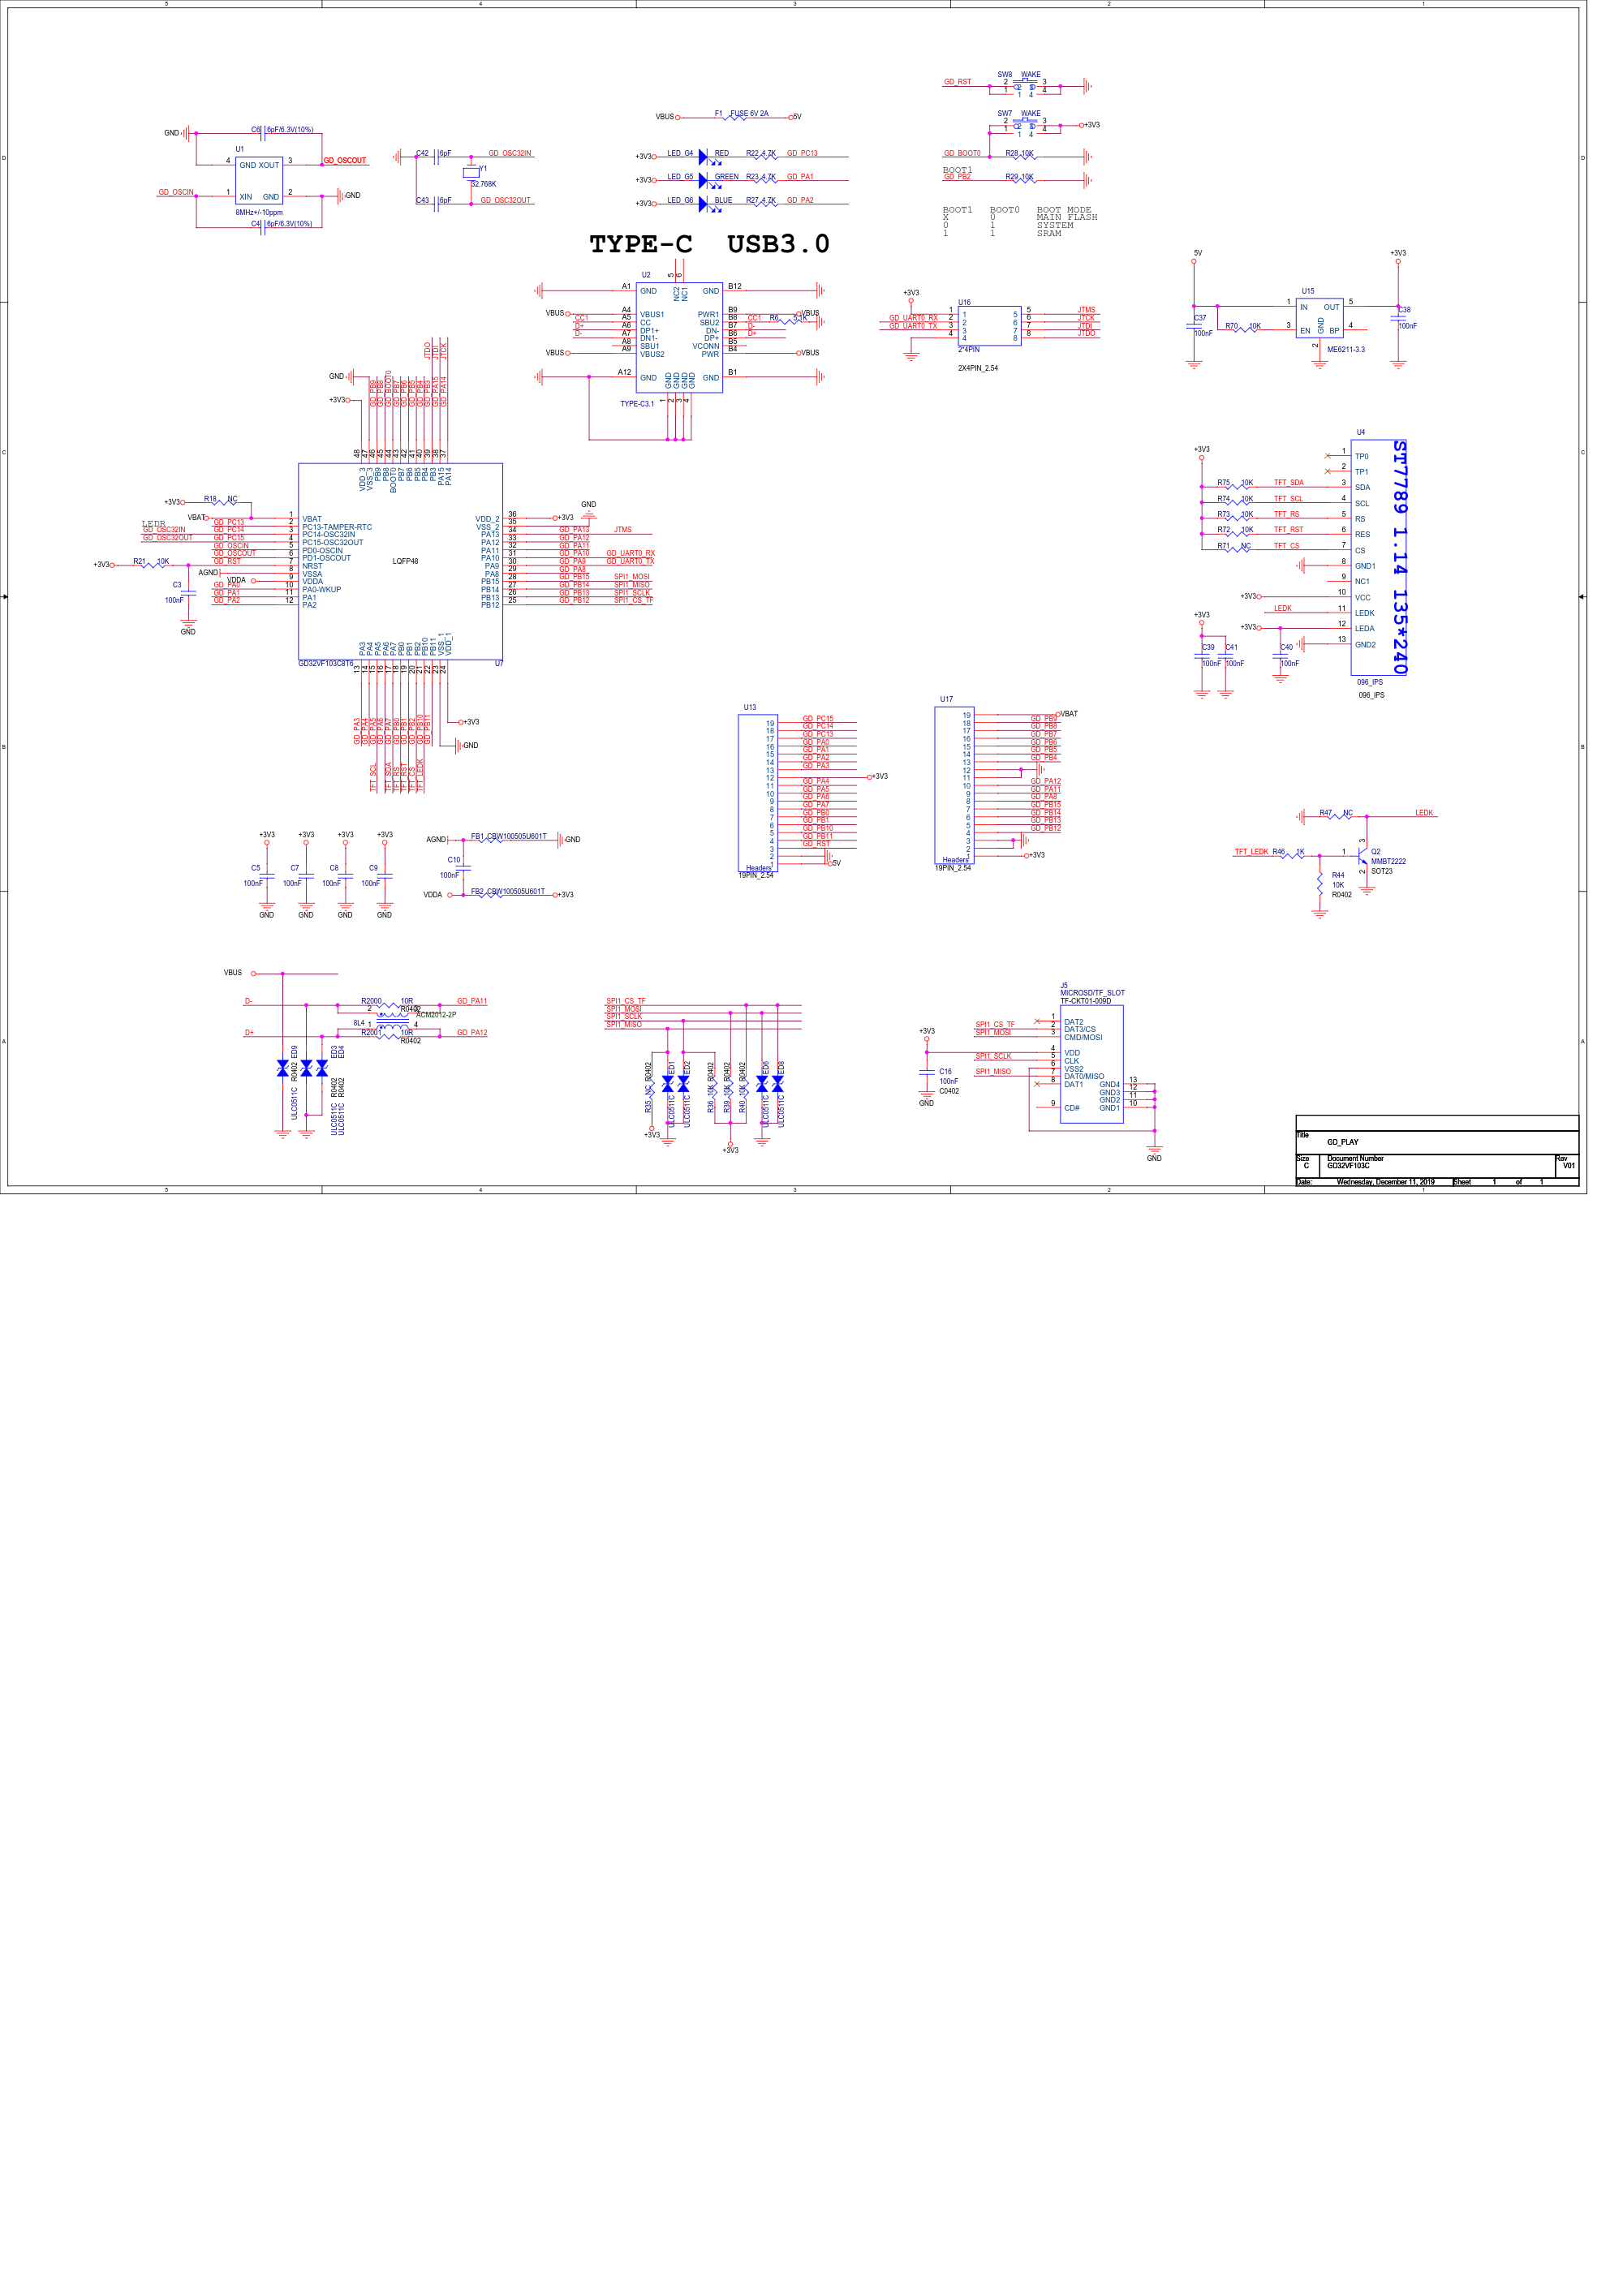 5 4 3 2 1
D
C
B
A
GD_RST
SW8 WAKE
2 3
1 4
SW7 WAKE
2 3
1 4
+3V3
GD_BOOT0 R28 10K
BOOT1
GD_PB2 R29 10K
BOOT1 BOOT0 BOOT MODE
X 0 MAIN FLASH
0 1 SYSTEM
1 1 SRAM
VBUS F1 FUSE 6V 2A 5V
+3V3 LED_G4 RED R22 4.7K GD_PC13
+3V3 LED_G5 GREEN R23 4.7K GD_PA1
+3V3 LED_G6 BLUE R27 4.7K GD_PA2
GND C6 6pF/6.3V(10%)
U1
4 GND XOUT 3 GD_OSCOUT
GD_OSCIN 1 XIN GND 2 GND
8MHz+/-10ppm
C4 6pF/6.3V(10%)
C42 6pF GD_OSC32IN
Y1
32.768K
C43 6pF GD_OSC32OUT
TYPE-C USB3.0
U2
5 6
NC2 NC1
A1 GND GND B12
VBUS A4 VBUS1 PWR1 B9 VBUS
CC1 A5 CC SBU2 B8 CC1 R6 5.1K
D+ A6 DP1+ DN- B7 D-
D- A7 DN1- DP+ B6 D+
A8 SBU1 VCONN B5
VBUS A9 VBUS2 PWR B4 VBUS
A12 GND GND B1
GND GND GND GND
1 2 3 4
TYPE-C3.1
+3V3
U16
1 1 5 5 JTMS
GD_UART0_RX 2 2 6 6 JTCK
GD_UART0_TX 3 3 7 7 JTDI
4 4 8 8 JTDO
2*4PIN
2X4PIN_2.54
5V +3V3
U15
1 IN OUT 5
C37
100nF
R70 10K
3 EN GND BP 4
2
ME6211-3.3
C38
100nF
GND
+3V3
JTDO JTDI JTCK
GD_PB9 GD_PB8 GD_BOOT0 GD_PB7 GD_PB6 GD_PB5 GD_PB4 GD_PB3 GD_PA15 GD_PA14
48 47 46 45 44 43 42 41 40 39 38 37
VDD_3 VSS_3 PB9 PB8 BOOT0 PB7 PB6 PB5 PB4 PB3 PA15 PA14
+3V3 R18 NC
VBAT 1 VBAT
LEDR
GD_PC13 2 PC13-TAMPER-RTC
GD_OSC32IN GD_PC14 3 PC14-OSC32IN
GD_OSC32OUT GD_PC15 4 PC15-OSC32OUT
GD_OSCIN 5 PD0-OSCIN
GD_OSCOUT 6 PD1-OSCOUT
+3V3 R21 10K GD_RST 7 NRST
AGND 8 VSSA
VDDA 9 VDDA
GD_PA0 10 PA0-WKUP
GD_PA1 11 PA1
GD_PA2 12 PA2
C3
100nF
GND
LQFP48
GND
VDD_2 36 +3V3
VSS_2 35
PA13 34 GD_PA13 JTMS
PA12 33 GD_PA12
PA11 32 GD_PA11
PA10 31 GD_PA10 GD_UART0_RX
PA9 30 GD_PA9 GD_UART0_TX
PA8 29 GD_PA8
PB15 28 GD_PB15 SPI1_MOSI
PB14 27 GD_PB14 SPI1_MISO
PB13 26 GD_PB13 SPI1_SCLK
PB12 25 GD_PB12 SPI1_CS_TF
PA3 PA4 PA5 PA6 PA7 PB0 PB1 PB2 PB10 PB11 VSS_1 VDD_1
GD32VF103C8T6 U7
13 14 15 16 17 18 19 20 21 22 23 24
GD_PA3 GD_PA4 GD_PA5 GD_PA6 GD_PA7 GD_PB0 GD_PB1 GD_PB2 GD_PB10 GD_PB11
+3V3
GND
TFT_SCL TFT_SDA TFT_RS TFT_RST TFT_CS TFT_LEDK
U4
ST7789 1.14 135*240
+3V3
1 TP0
2 TP1
R75 10K TFT_SDA 3 SDA
R74 10K TFT_SCL 4 SCL
R73 10K TFT_RS 5 RS
R72 10K TFT_RST 6 RES
R71 NC TFT_CS 7 CS
8 GND1
9 NC1
+3V3 10 VCC
LEDK 11 LEDK
+3V3 12 LEDA
13 GND2
+3V3
C39
100nF
C41
100nF
C40
100nF
096_IPS
096_IPS
U13
19 GD_PC15
18 GD_PC14
17 GD_PC13
16 GD_PA0
15 GD_PA1
14 GD_PA2
13 GD_PA3
12 +3V3
11 GD_PA4
10 GD_PA5
9 GD_PA6
8 GD_PA7
7 GD_PB0
6 GD_PB1
5 GD_PB10
4 GD_PB11
3 GD_RST
2
1 5V
Headers
19PIN_2.54
U17
19 VBAT
18 GD_PB9
17 GD_PB8
16 GD_PB7
15 GD_PB6
14 GD_PB5
13 GD_PB4
12
11
10 GD_PA12
9 GD_PA11
8 GD_PA8
7 GD_PB15
6 GD_PB14
5 GD_PB13
4 GD_PB12
3
2
1 +3V3
Headers
19PIN_2.54
R47 NC LEDK
TFT_LEDK R46 1K 1 3 2
Q2
MMBT2222
SOT23
R44
10K
R0402
+3V3 +3V3 +3V3 +3V3
C5 C7 C8 C9
100nF 100nF 100nF 100nF
GND GND GND GND
AGND FB1 CBW100505U601T GND
C10
100nF
VDDA FB2 CBW100505U601T +3V3
VBUS
D- R2000 10R GD_PA11
R0402
2 3
ACM2012-2P
8L4 1 4
D+ R2001 10R GD_PA12
R0402
ULC0511C R0402 ED9
ULC0511C R0402 ED3
ULC0511C R0402 ED4
SPI1_CS_TF
SPI1_MOSI
SPI1_SCLK
SPI1_MISO
R35 NC R0402
ULC0511C ED1
ULC0511C ED2
R36 10K R0402
R39 10K R0402
R40 10K R0402
ULC0511C ED6
ULC0511C ED8
+3V3
+3V3
J5
MICROSD/TF_SLOT
TF-CKT01-009D
1 DAT2
SPI1_CS_TF 2 DAT3/CS
SPI1_MOSI 3 CMD/MOSI
+3V3 4 VDD
SPI1_SCLK 5 CLK
6 VSS2
SPI1_MISO 7 DAT0/MISO
8 DAT1 GND4 13
GND3 12
GND2 11
9 CD# GND1 10
C16
100nF
C0402
GND
GND
Title
GD_PLAY
Size Document Number Rev
C GD32VF103C V01
Date: Wednesday, December 11, 2019 Sheet 1 of 1
5 4 3 2 1